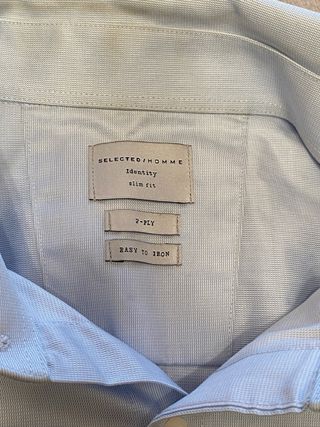 SELECTED/HOMME
Identity
slim fit
2-PLY
EASY TO IRON